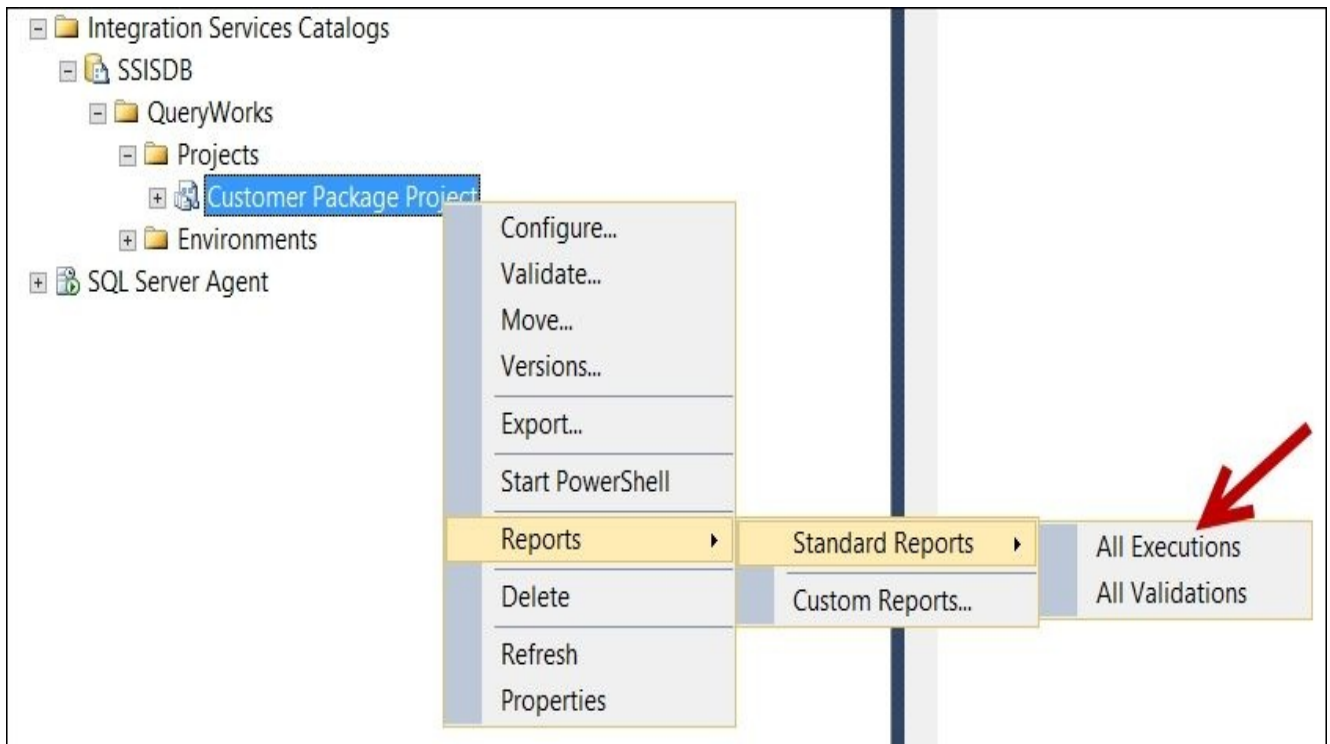 Integration Services Catalogs
SSISDB
QueryWorks
Projects
Customer Package Project
Environments
SQL Server Agent
Configure...
Validate...
Move...
Versions...
Export...
Start PowerShell
Reports
Delete
Refresh
Properties
Standard Reports
Custom Reports...
All Executions
All Validations